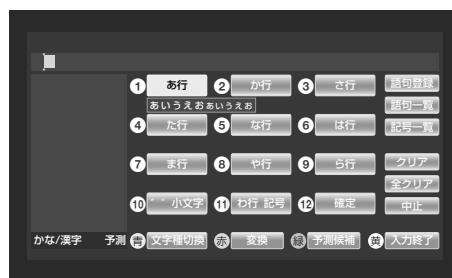 ① あ行 ② か行 ③ さ行 語句登録
あいうえおぁぃぅぇぉ 語句一覧
④ た行 ⑤ な行 ⑥ は行 記号一覧
⑦ ま行 ⑧ や行 ⑨ ら行 クリア
全クリア
⑩ ゛゜小文字 ⑪ わ行 記号 ⑫ 確定 中止
かな/漢字 予測 青 文字種切換 赤 変換 緑 予測候補 黄 入力終了